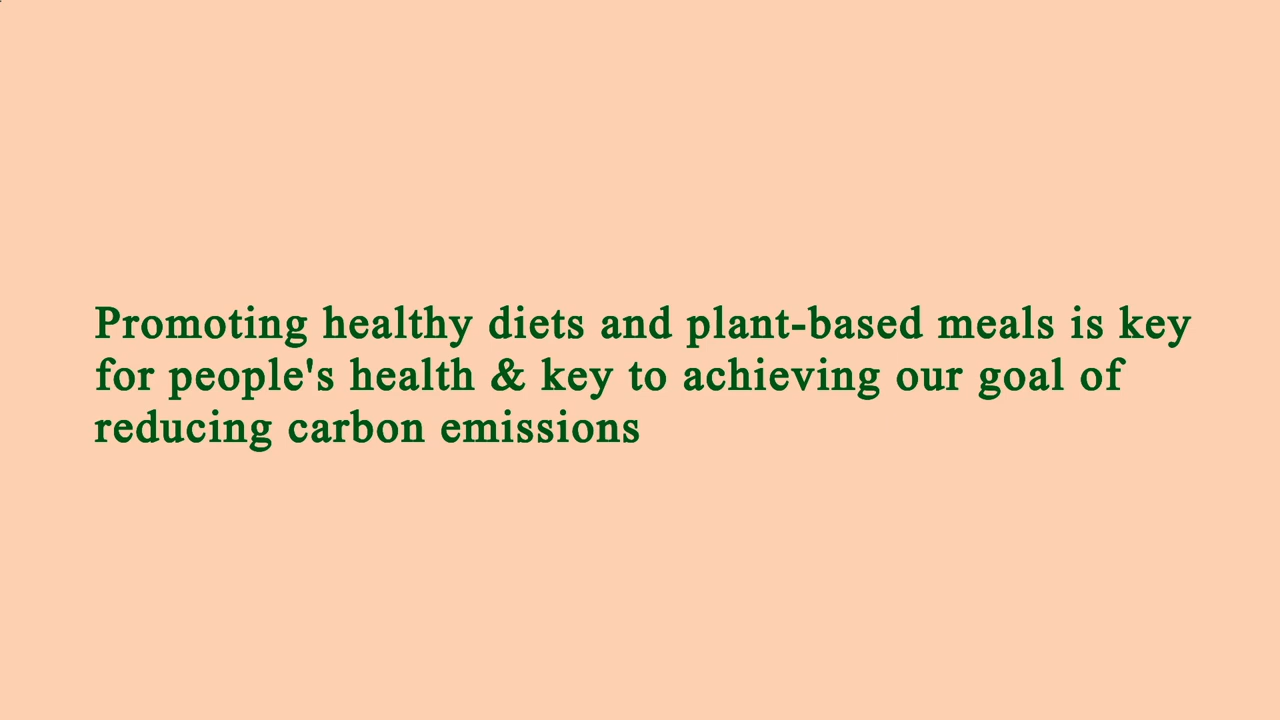 Promoting healthy diets and plant-based meals is key
for people's health & key to achieving our goal of
reducing carbon emissions